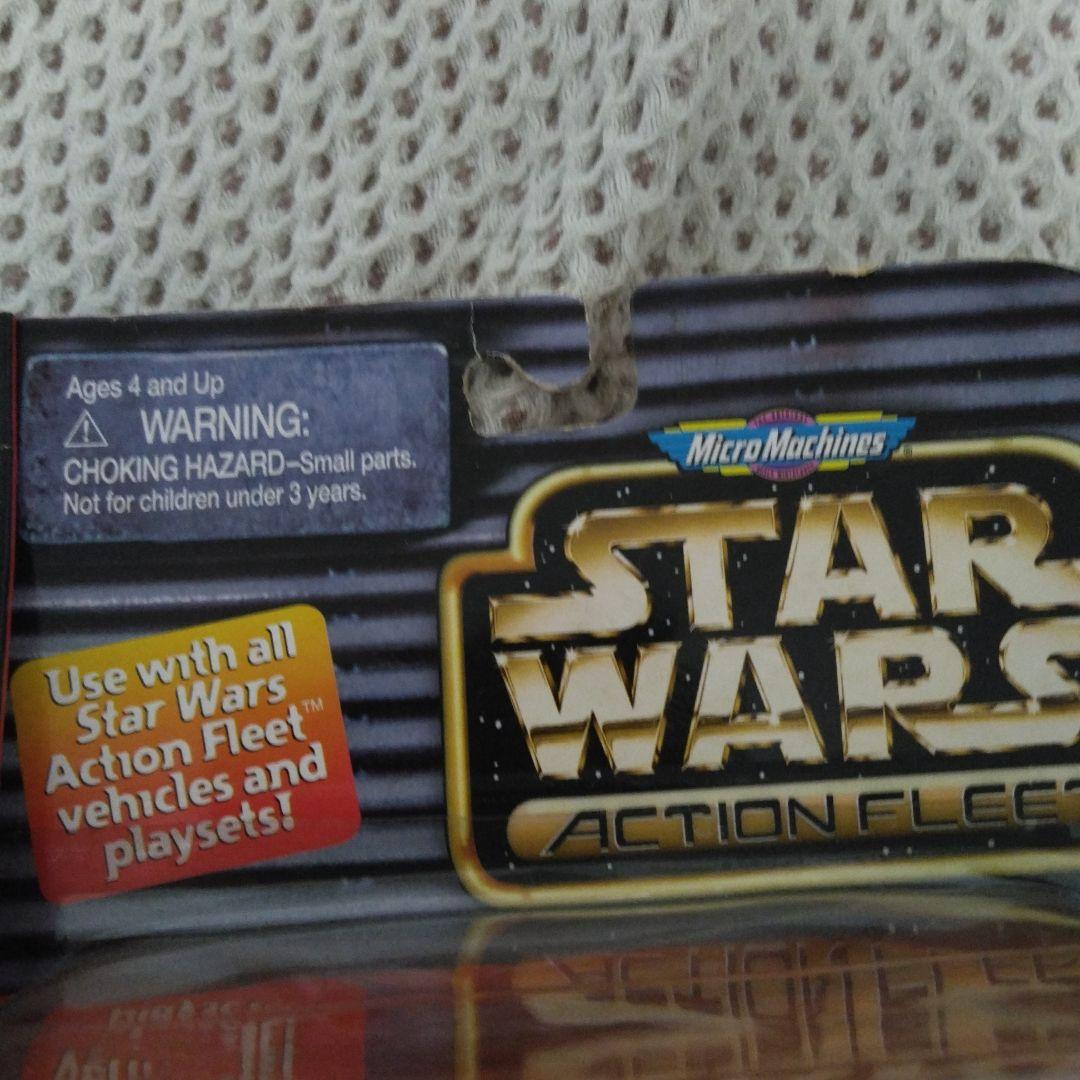 Ages 4 and Up
WARNING:
CHOKING HAZARD–Small parts.
Not for children under 3 years.
Micro Machines
STAR
WARS
ACTION FLEET
Use with all
Star Wars
Action Fleet™
vehicles and
playsets!